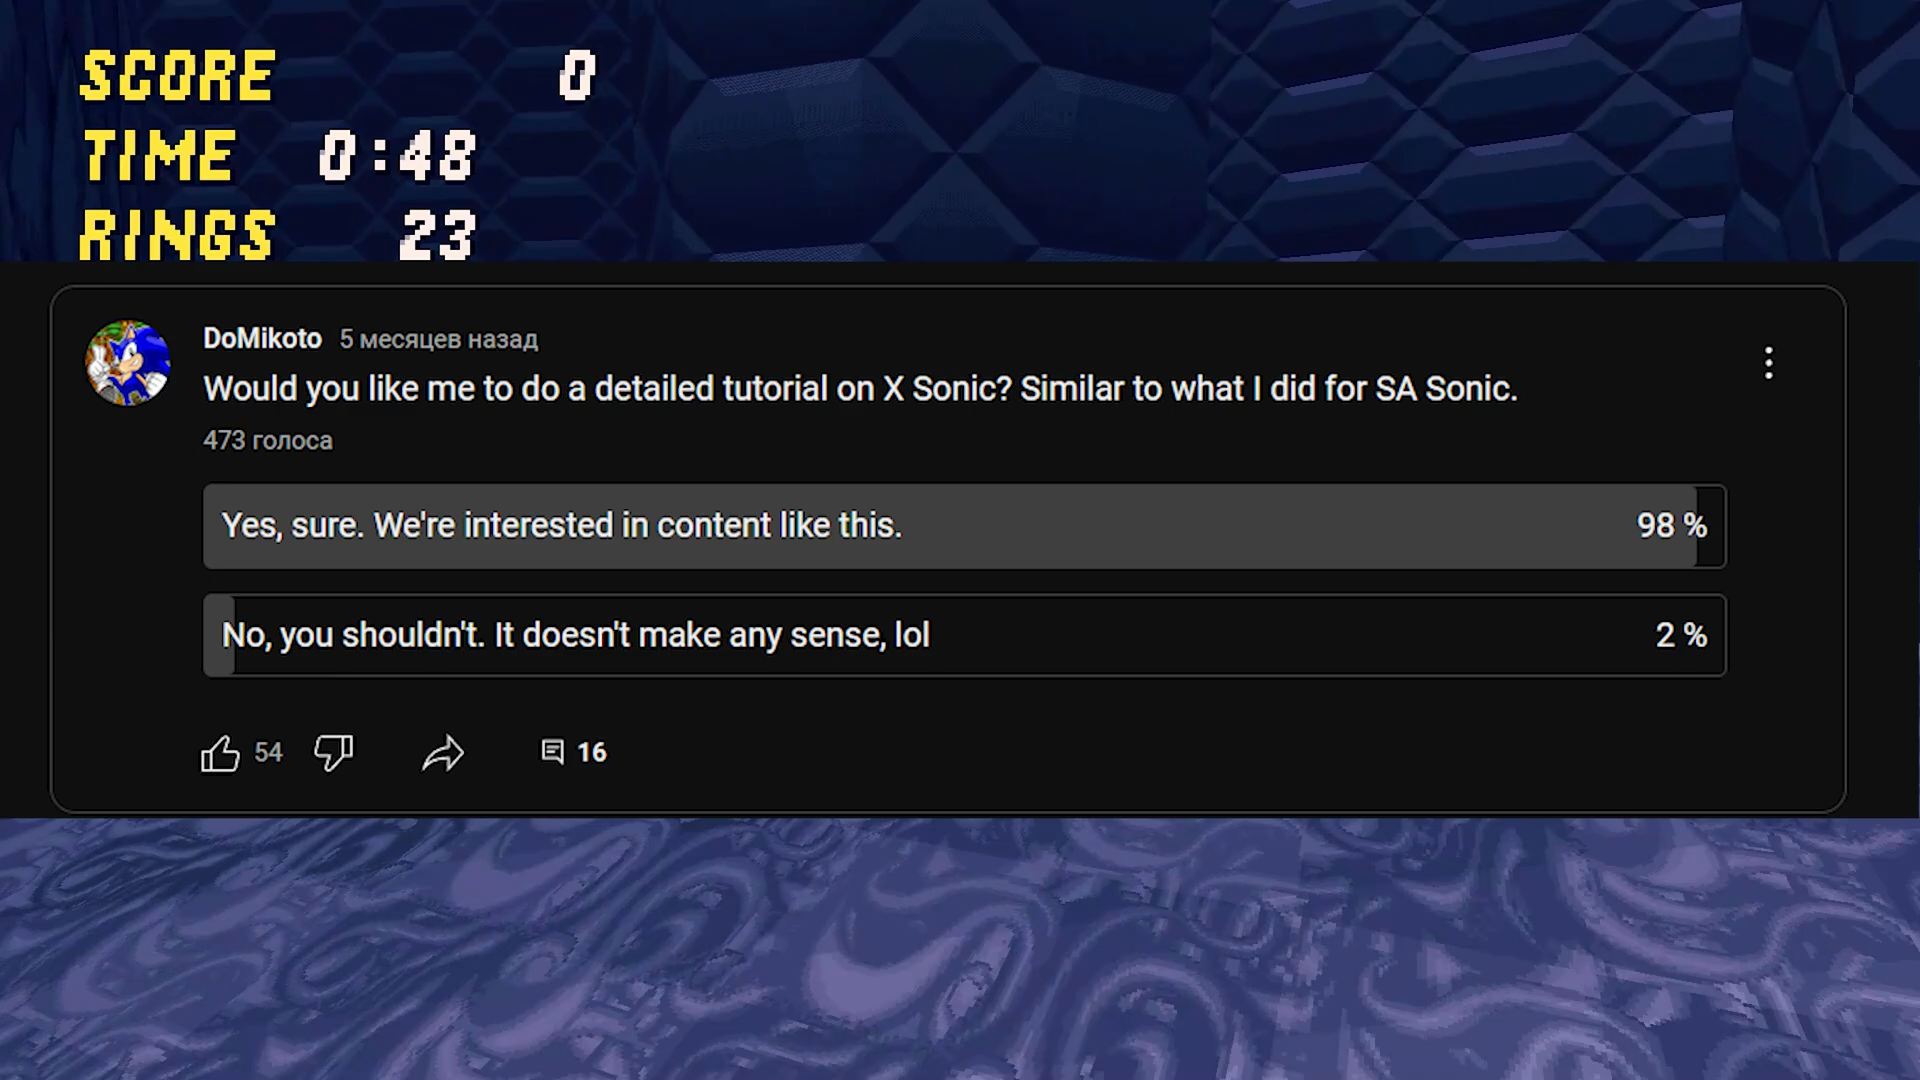 SCORE 0
TIME 0:48
RINGS 23
DoMikoto 5 месяцев назад
Would you like me to do a detailed tutorial on X Sonic? Similar to what I did for SA Sonic.
473 голоса
Yes, sure. We're interested in content like this. 98 %
No, you shouldn't. It doesn't make any sense, lol 2 %
54 16